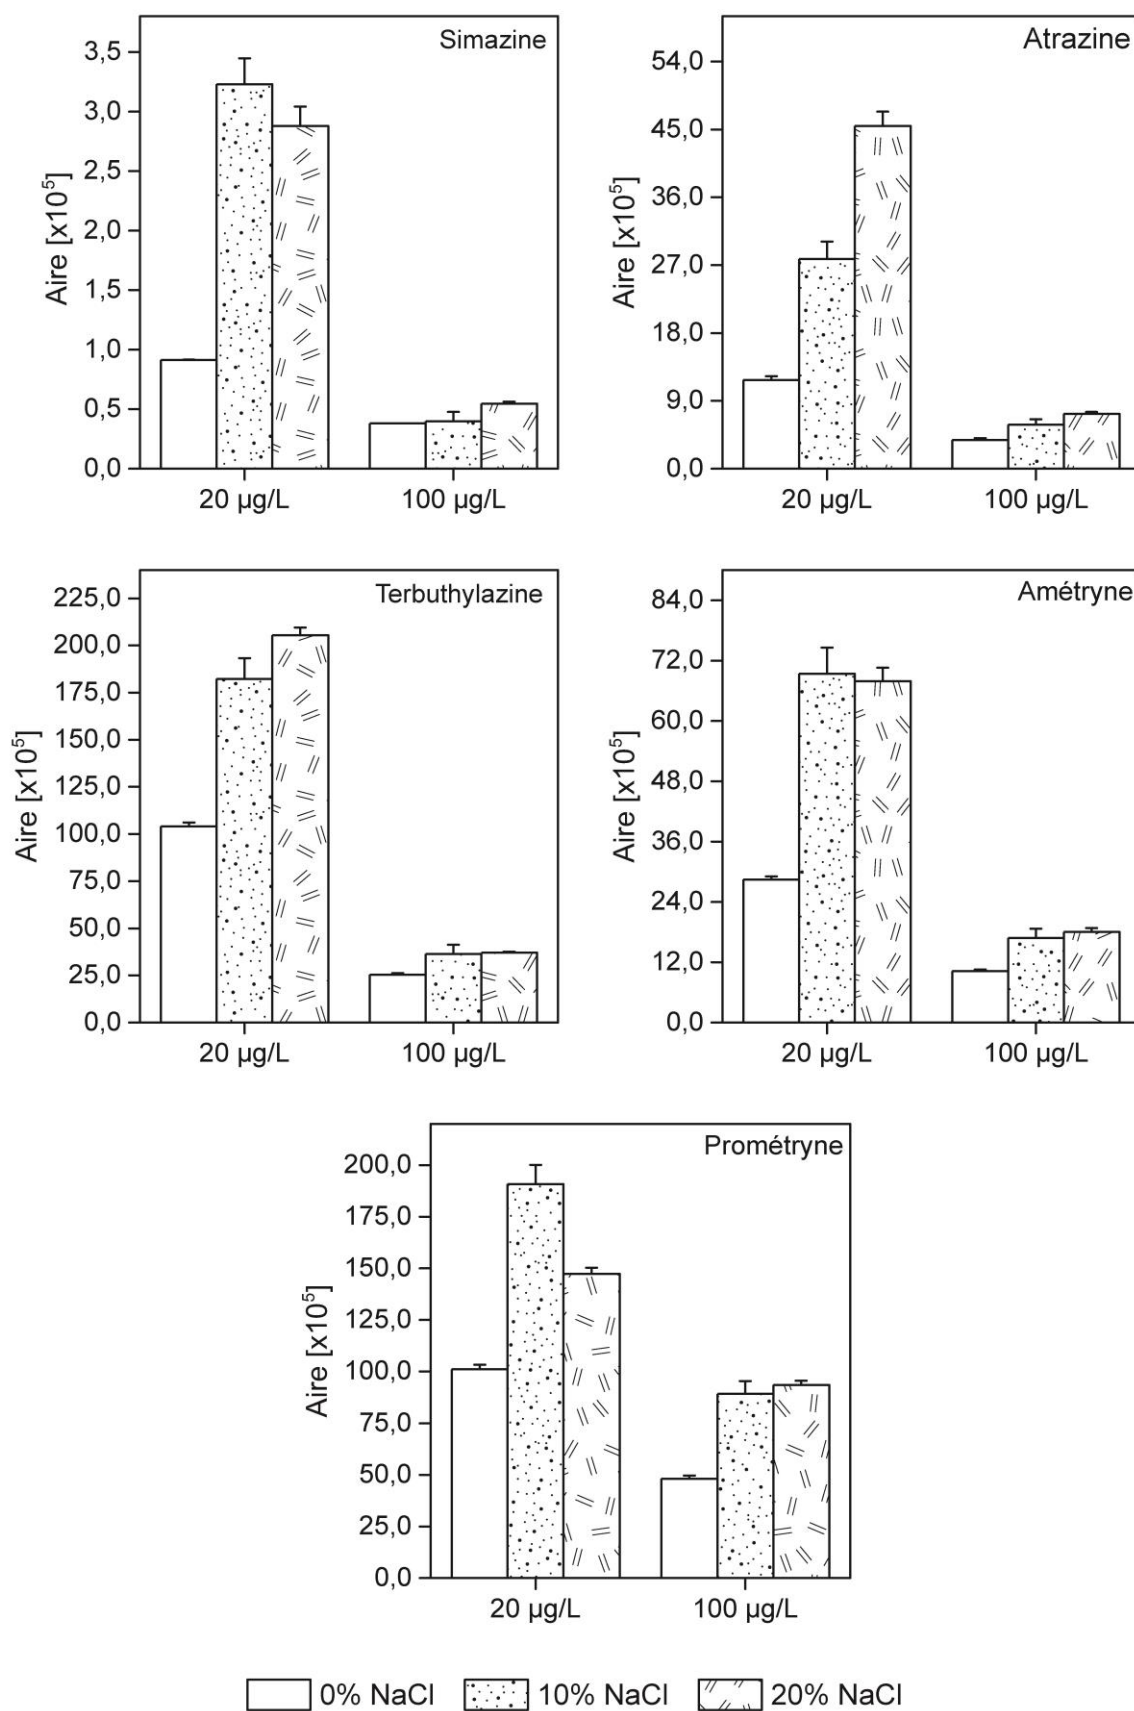 Simazine
Aire [x10⁵]
3,5
3,0
2,5
2,0
1,5
1,0
0,5
0,0
20 µg/L 100 µg/L
Atrazine
Aire [x10⁵]
54,0
45,0
36,0
27,0
18,0
9,0
0,0
20 µg/L 100 µg/L
Terbuthylazine
Aire [x10⁵]
225,0
200,0
175,0
150,0
125,0
100,0
75,0
50,0
25,0
0,0
20 µg/L 100 µg/L
Amétryne
Aire [x10⁵]
84,0
72,0
60,0
48,0
36,0
24,0
12,0
0,0
20 µg/L 100 µg/L
Prométryne
Aire [x10⁵]
200,0
175,0
150,0
125,0
100,0
75,0
50,0
25,0
0,0
20 µg/L 100 µg/L
0% NaCl 10% NaCl 20% NaCl